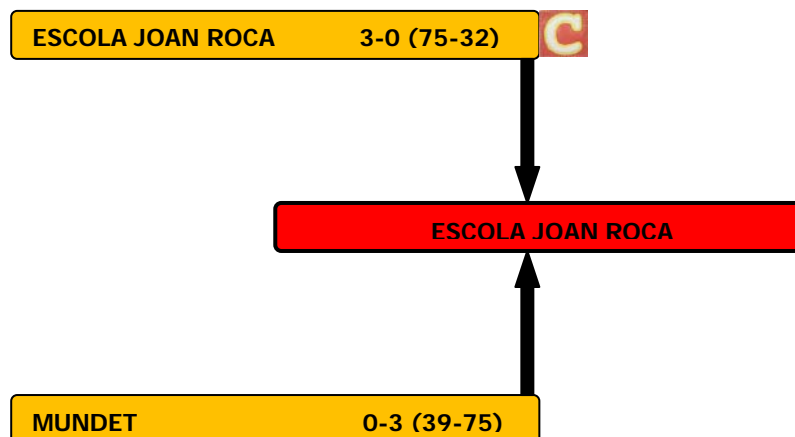 ESCOLA JOAN ROCA 3-0 (75-32)
C
ESCOLA JOAN ROCA
MUNDET 0-3 (39-75)